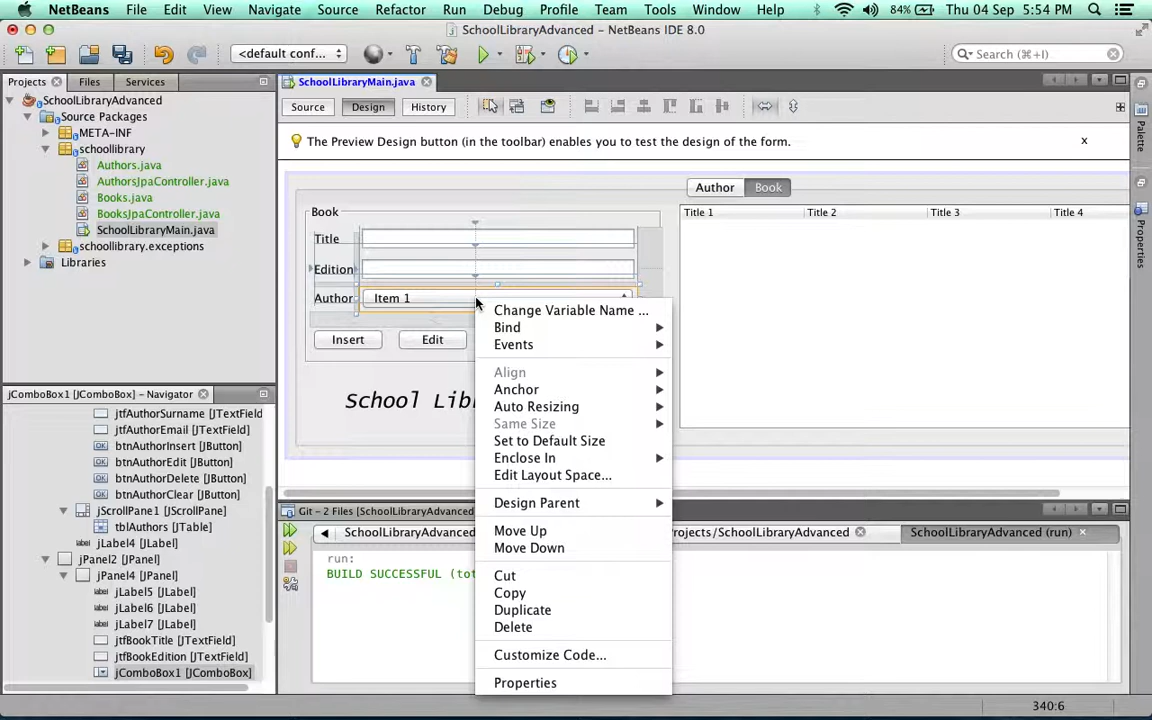 NetBeans File Edit View Navigate Source Refactor Run Debug Profile Team Tools Window Help 84% Thu 04 Sep 5:54 PM
SchoolLibraryMain.java - SchoolLibraryAdvanced - NetBeans IDE 8.0
<default conf...
Search (⌘+I)
Projects Files Services
SchoolLibraryAdvanced
Source Packages
META-INF
schoollibrary
Authors.java
AuthorsJpaController.java
Books.java
BooksJpaController.java
SchoolLibraryMain.java
schoollibrary.exceptions
Libraries
jComboBox1 [JComboBox] - Navigator
jtfAuthorSurname [JTextField
jtfAuthorEmail [JTextField]
btnAuthorInsert [JButton]
btnAuthorEdit [JButton]
btnAuthorDelete [JButton]
btnAuthorClear [JButton]
jScrollPane1 [JScrollPane]
tblAuthors [JTable]
jLabel4 [JLabel]
jPanel2 [JPanel]
jPanel4 [JPanel]
jLabel5 [JLabel]
jLabel6 [JLabel]
jLabel7 [JLabel]
jtfBookTitle [JTextField]
jtfBookEdition [JTextField]
jComboBox1 [JComboBox]
SchoolLibraryMain.java
Source Design History
The Preview Design button (in the toolbar) enables you to test the design of the form. x
Author Book
Book
Title
Edition
Author Item 1
Insert Edit
School Lib
Title 1 Title 2 Title 3 Title 4
Change Variable Name ...
Bind
Events
Align
Anchor
Auto Resizing
Same Size
Set to Default Size
Enclose In
Edit Layout Space...
Design Parent
Move Up
Move Down
Cut
Copy
Duplicate
Delete
Customize Code...
Properties
Git - 2 Files [SchoolLibraryAdvanced
SchoolLibraryAdvanced rojects/SchoolLibraryAdvanced SchoolLibraryAdvanced (run)
run:
BUILD SUCCESSFUL (tot
Palette
Properties
340:6